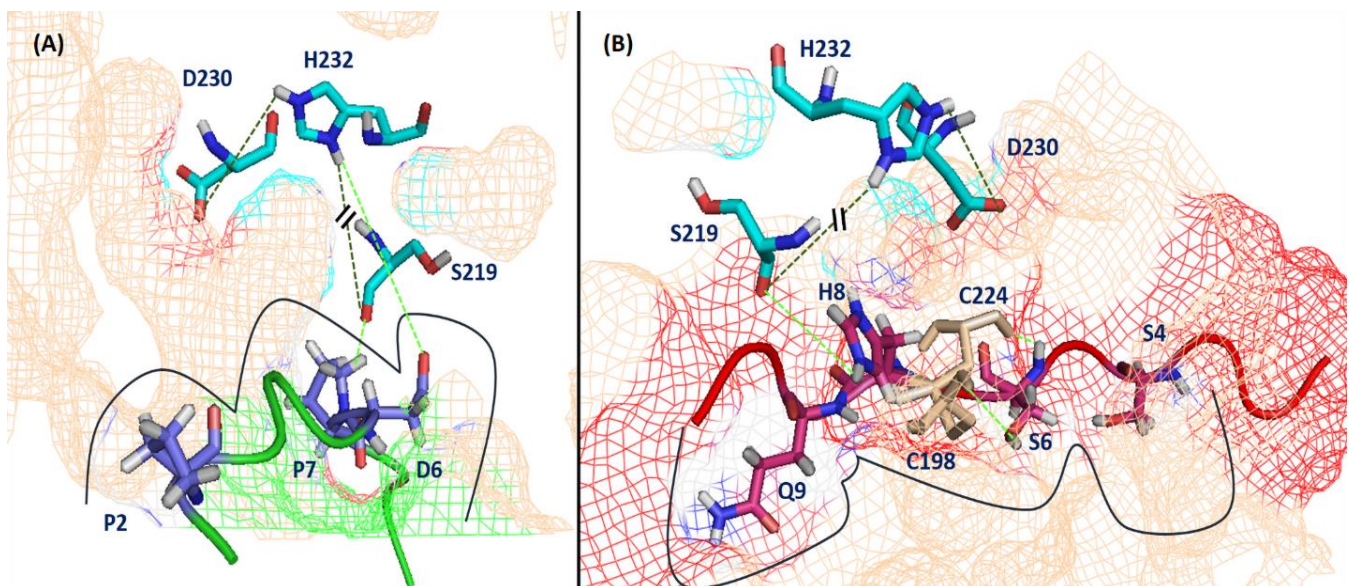 (A)
H232
D230
S219
P7
D6
P2
(B)
H232
D230
S219
H8
C224
S4
S6
C198
Q9